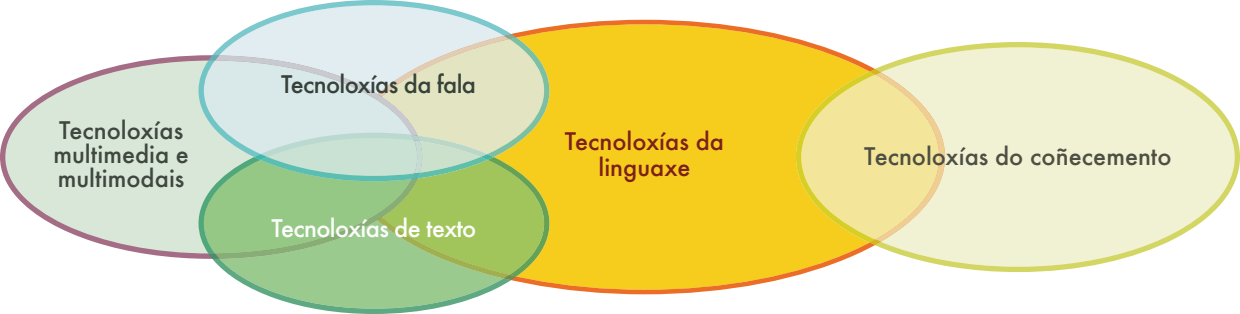 Tecnoloxías da fala
Tecnoloxías
multimedia e
multimodais
Tecnoloxías de texto
Tecnoloxías da
linguaxe
Tecnoloxías do coñecemento